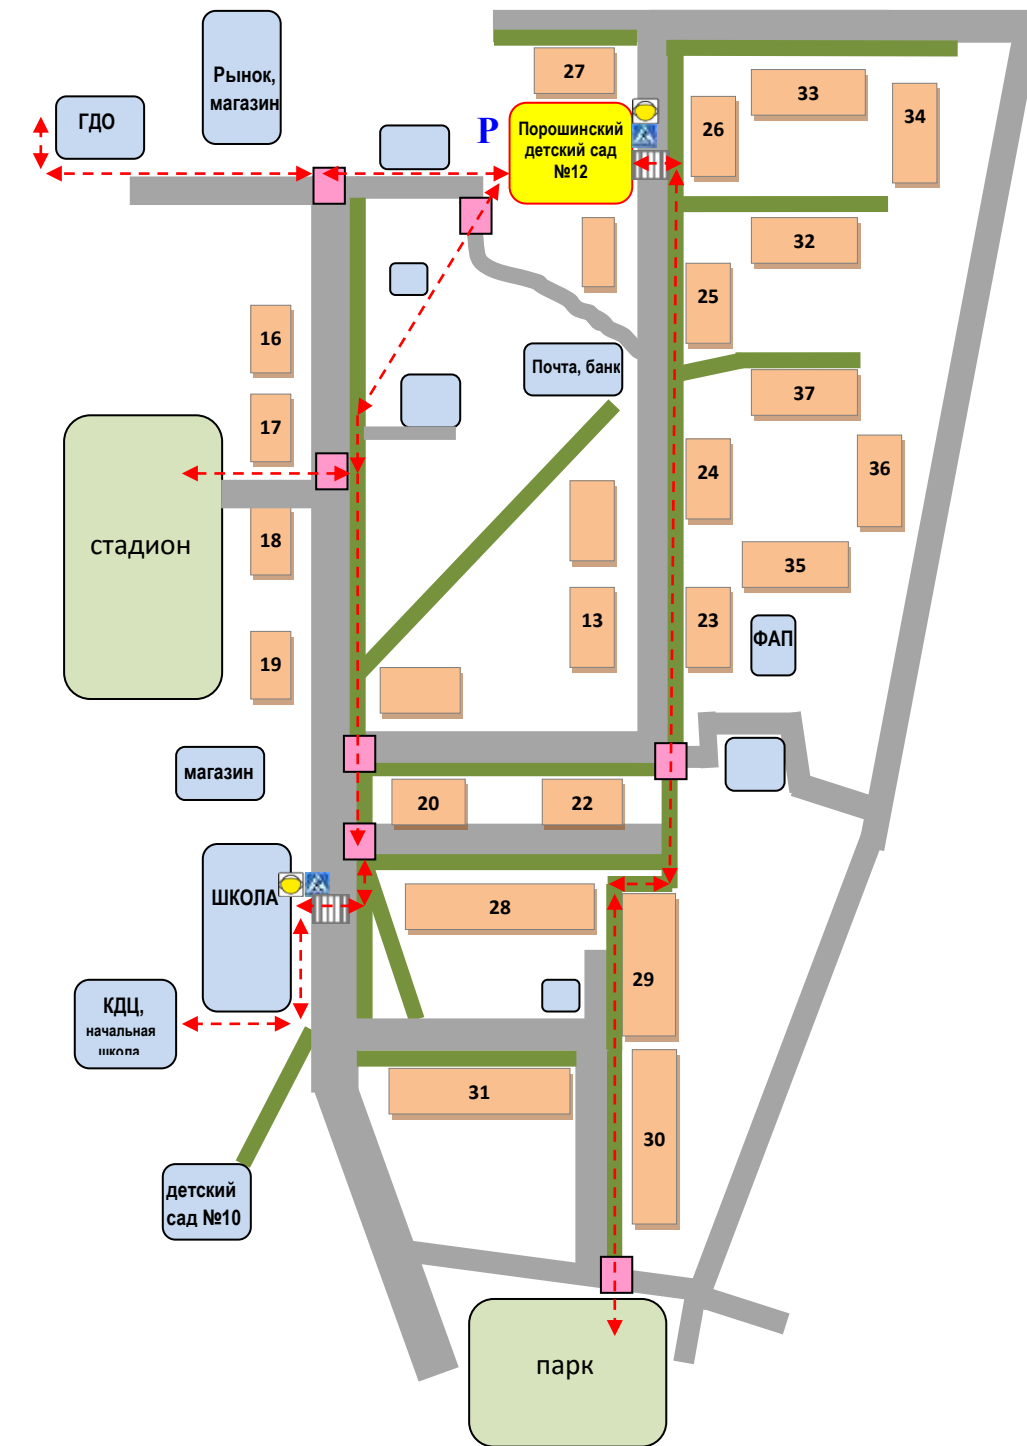 27
33
34
26
Рынок,
магазин
ГДО
P
Порошинский
детский сад
№12
32
25
16
Почта, банк
37
17
24
36
стадион
18
35
13
23
ФАП
19
магазин
20
22
ШКОЛА
28
29
КДЦ,
начальная
школа
31
30
детский
сад №10
парк